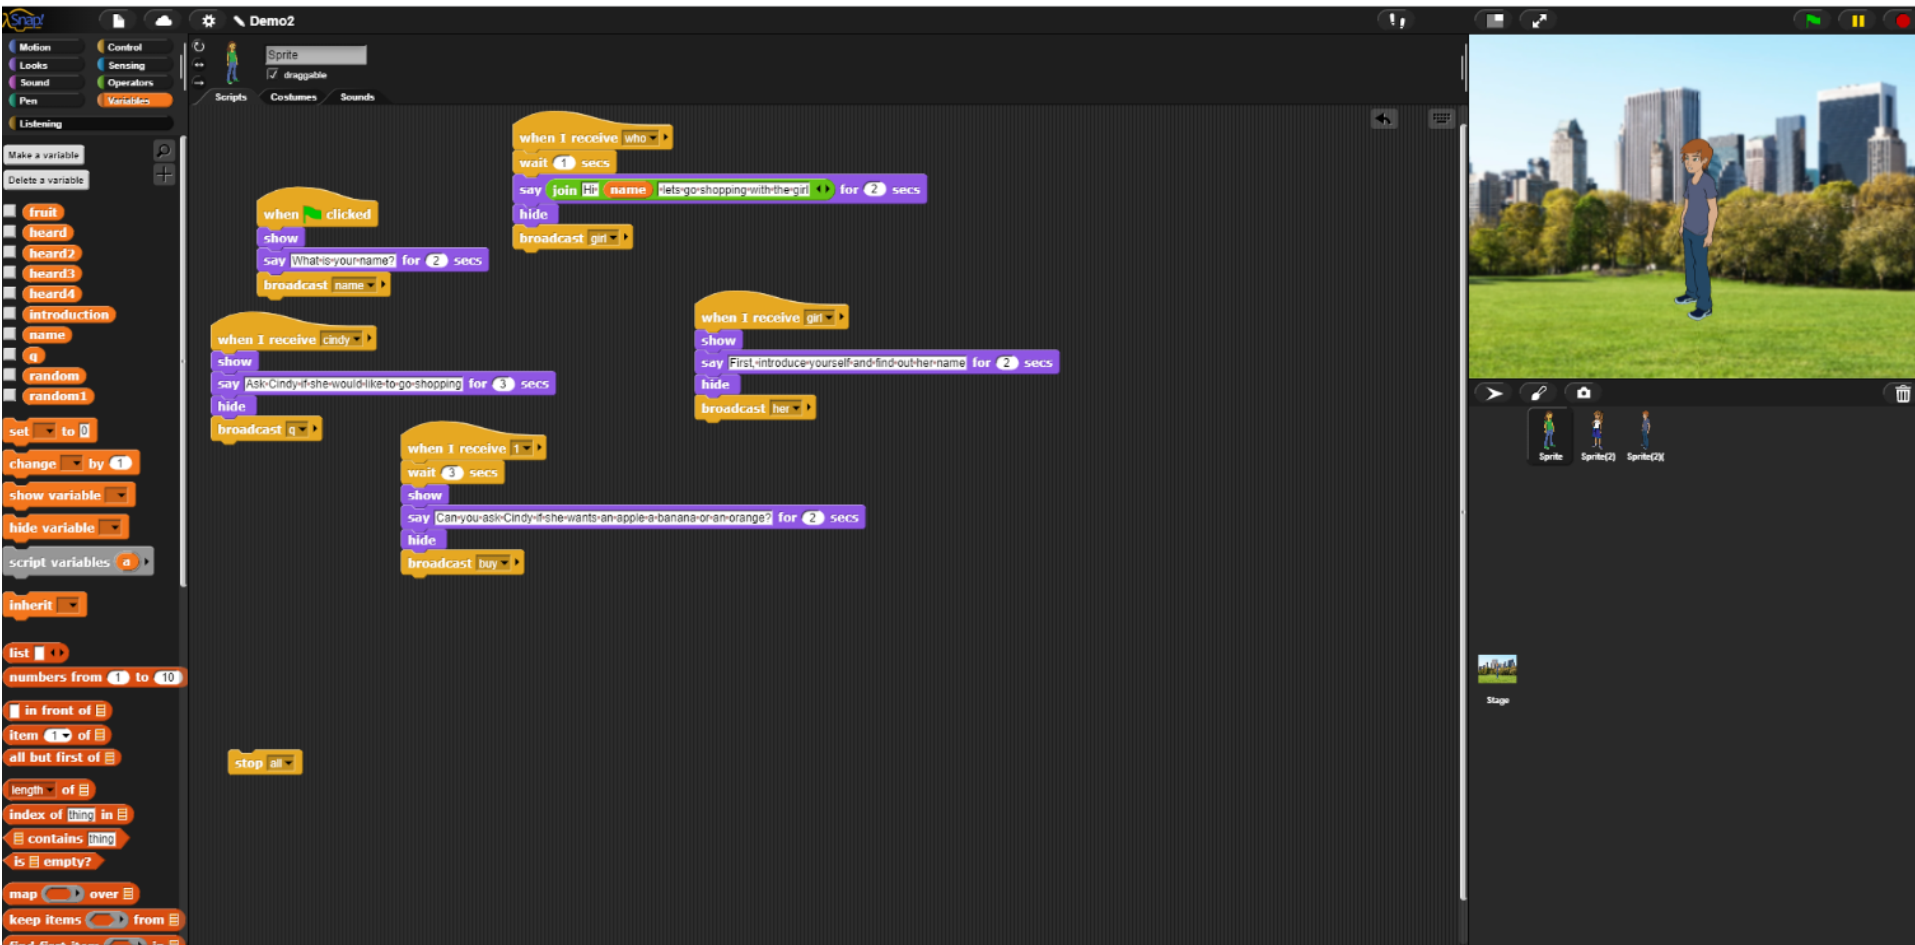 Snap!
Demo2
Motion
Control
Looks
Sensing
Sound
Operators
Pen
Variables
Listening
Make a variable
Delete a variable
fruit
heard
heard2
heard3
heard4
introduction
name
q
random
random1
set to 0
change by 1
show variable
hide variable
script variables a
inherit
list
numbers from 1 to 10
in front of
item 1 of
all but first of
length of
index of thing in
contains thing
is empty?
map over
keep items from
find first item in
Sprite
draggable
Scripts
Costumes
Sounds
when I receive who
wait 1 secs
say join Hi name lets go shopping with the girl for 2 secs
hide
broadcast girl
when clicked
show
say What is your name? for 2 secs
broadcast name
when I receive cindy
show
say Ask Cindy if she would like to go shopping for 3 secs
hide
broadcast q
when I receive girl
show
say First, introduce yourself and find out her name for 2 secs
hide
broadcast her
when I receive 1
wait 3 secs
show
say Can you ask Cindy if she wants an apple a banana or an orange? for 2 secs
hide
broadcast buy
stop all
Sprite
Sprite(2)
Sprite(2)(
Stage